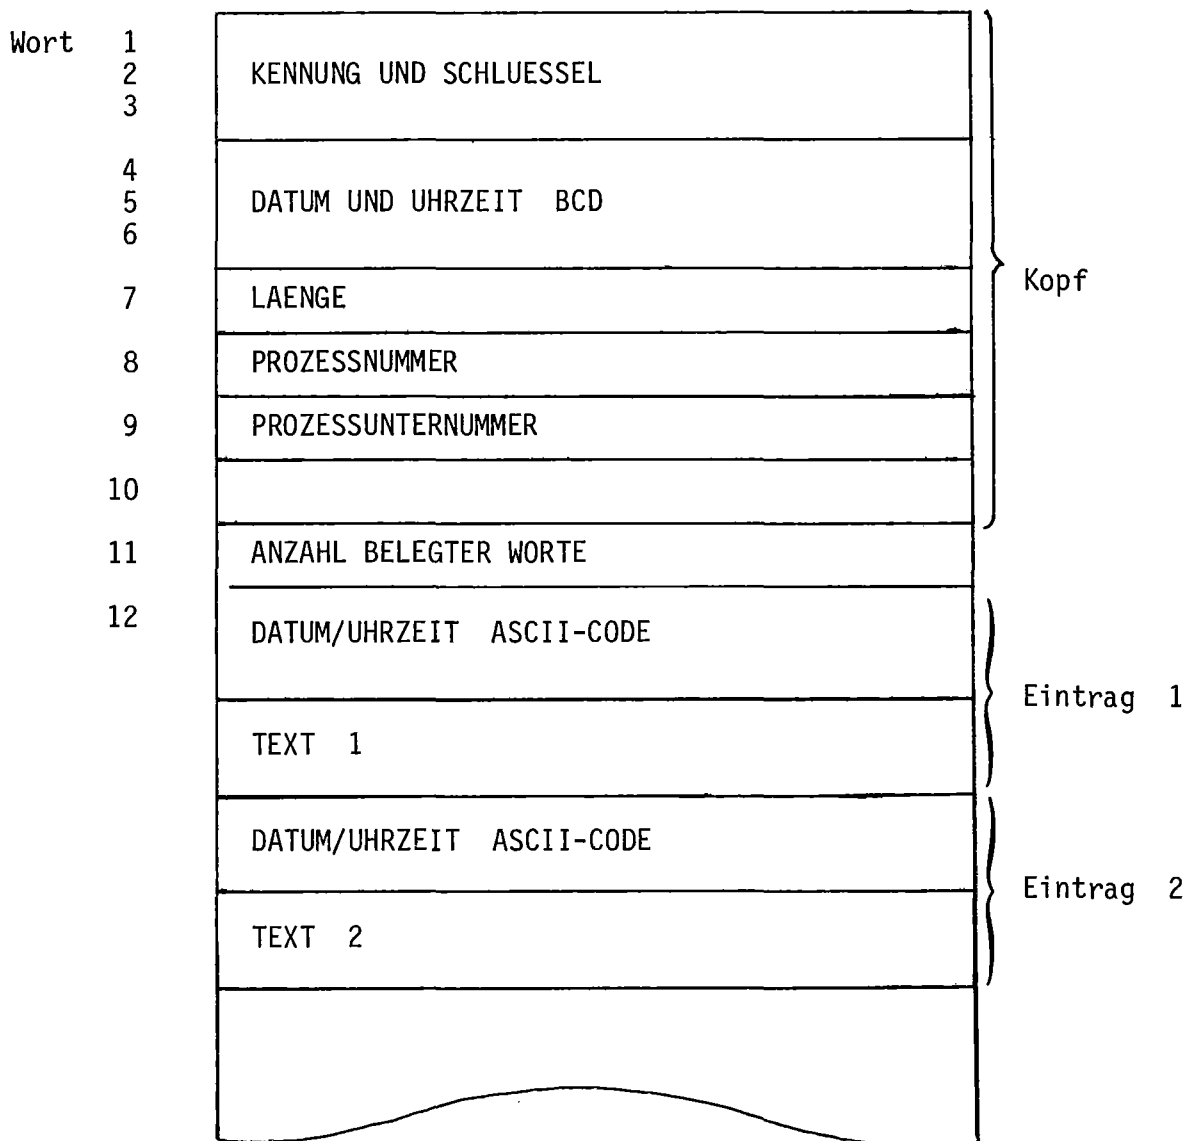 Wort 1
2 KENNUNG UND SCHLUESSEL
3
4
5 DATUM UND UHRZEIT BCD
6
Kopf
7 LAENGE
8 PROZESSNUMMER
9 PROZESSUNTERNUMMER
10
11 ANZAHL BELEGTER WORTE
12 DATUM/UHRZEIT ASCII-CODE
Eintrag 1
TEXT 1
DATUM/UHRZEIT ASCII-CODE
Eintrag 2
TEXT 2